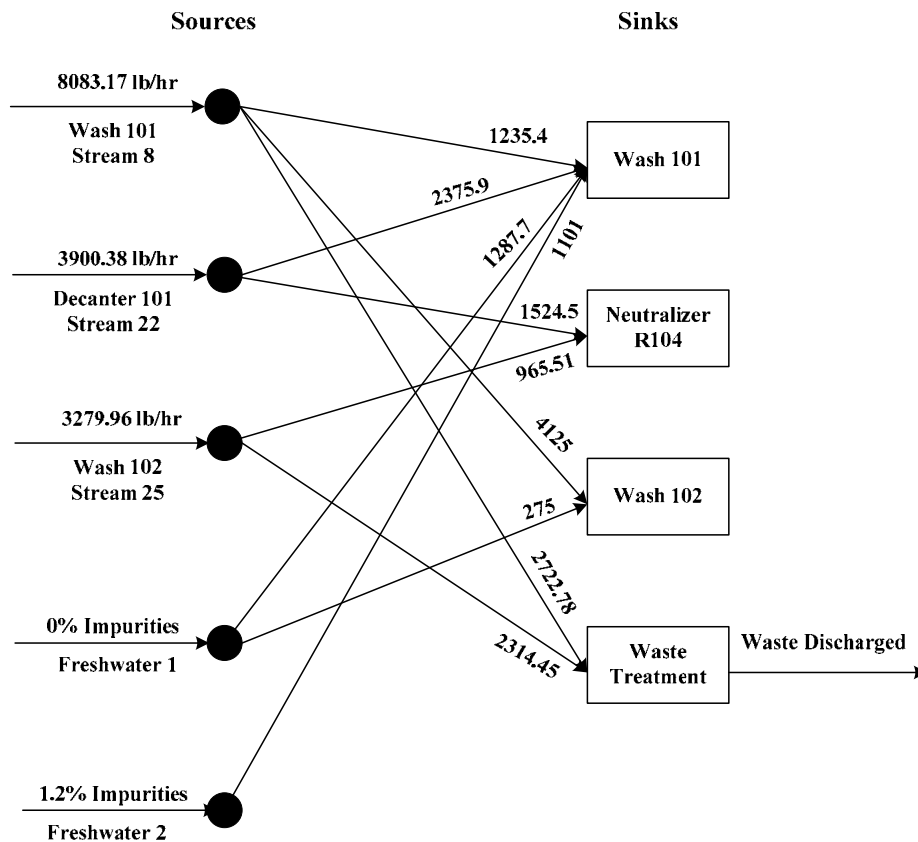 Sources
Sinks
8083.17 lb/hr
Wash 101
Stream 8
1235.4
Wash 101
2375.9
1287.7
1101
3900.38 lb/hr
Decanter 101
Stream 22
1524.5
Neutralizer
R104
965.51
3279.96 lb/hr
Wash 102
Stream 25
4125
Wash 102
275
2722.78
0% Impurities
Freshwater 1
2314.45
Waste
Treatment
Waste Discharged
1.2% Impurities
Freshwater 2